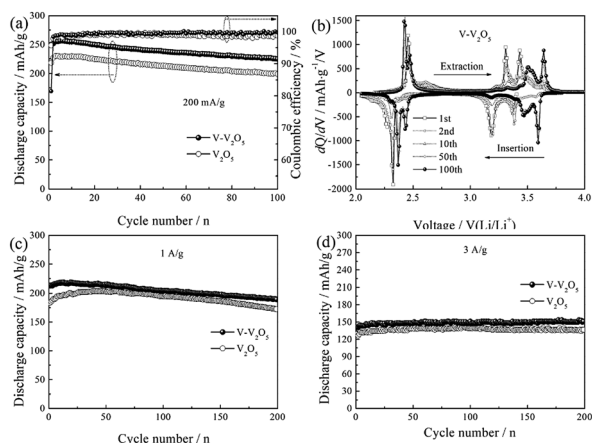 (a)
Discharge capacity / mAh/g
300
250
200
150
100
50
0
0 20 40 60 80 100
Cycle number / n
100
90
80
70
60
Coulombic efficiency / %
200 mA/g
V-V2O5
V2O5
(b)
dQ/dV / mAh·g⁻¹/V
1500
1000
500
0
-500
-1000
-1500
-2000
2.0 2.5 3.0 3.5 4.0
Voltage / V(Li/Li⁺)
V-V2O5
Extraction
1st
2nd
10th
50th
100th
Insertion
(c)
Discharge capacity / mAh/g
300
250
200
150
100
50
0
0 50 100 150 200
Cycle number / n
1 A/g
V-V2O5
V2O5
(d)
Discharge capacity / mAh/g
300
270
240
210
180
150
120
90
60
30
0
0 50 100 150 200
Cycle number / n
3 A/g
V-V2O5
V2O5